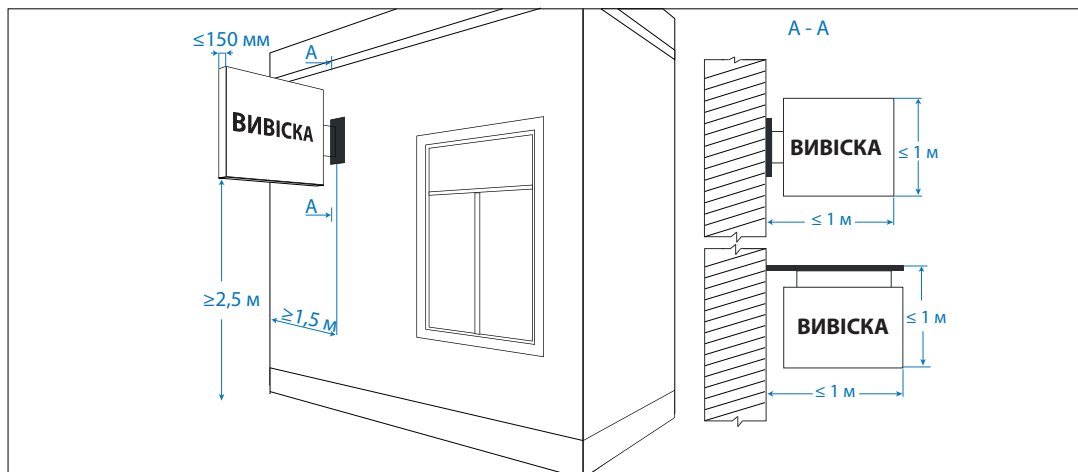 ≤150 мм
А
ВИВІСКА
А
≥2,5 м
≥1,5 м
А - А
ВИВІСКА
≤ 1 м
≤ 1 м
ВИВІСКА
≤ 1 м
≤ 1 м